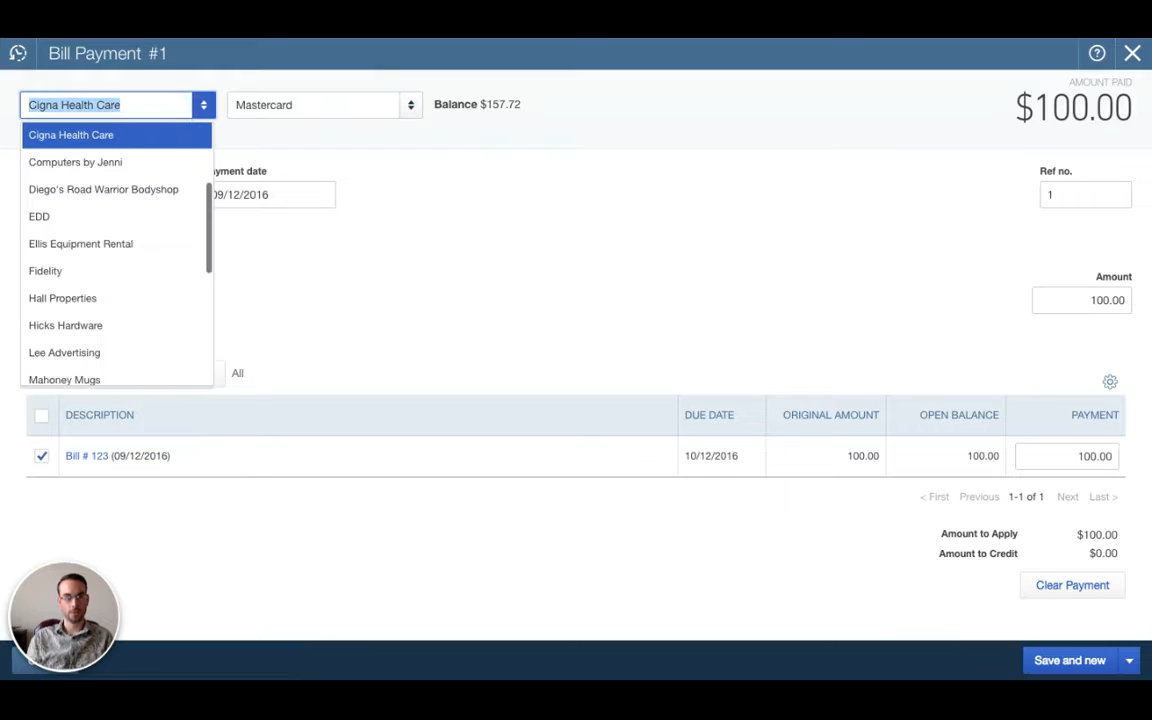 Bill Payment #1
AMOUNT PAID
$100.00
Cigna Health Care
Mastercard
Balance $157.72
Cigna Health Care
Computers by Jenni
Diego's Road Warrior Bodyshop
EDD
Ellis Equipment Rental
Fidelity
Hall Properties
Hicks Hardware
Lee Advertising
Mahoney Mugs
yment date
09/12/2016
Ref no.
1
Amount
100.00
All
DESCRIPTION DUE DATE ORIGINAL AMOUNT OPEN BALANCE PAYMENT
Bill # 123 (09/12/2016) 10/12/2016 100.00 100.00 100.00
< First Previous 1-1 of 1 Next Last >
Amount to Apply $100.00
Amount to Credit $0.00
Clear Payment
Save and new